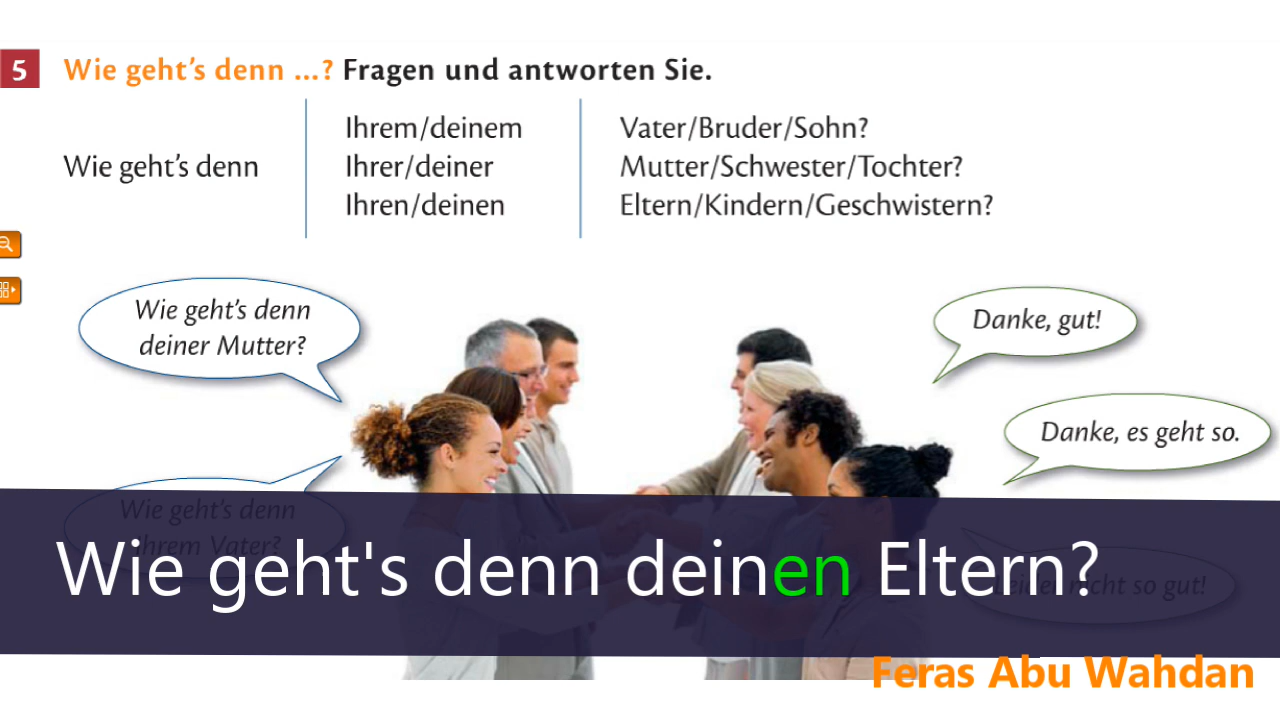 5 Wie geht's denn ...? Fragen und antworten Sie.
Ihrem/deinem Vater/Bruder/Sohn?
Wie geht's denn Ihrer/deiner Mutter/Schwester/Tochter?
Ihren/deinen Eltern/Kindern/Geschwistern?
Wie geht's denn
deiner Mutter?
Danke, gut!
Danke, es geht so.
Wie geht's denn
Ihrem Vater?
Leider nicht so gut!
Wie geht's denn deinen Eltern?
Feras Abu Wahdan